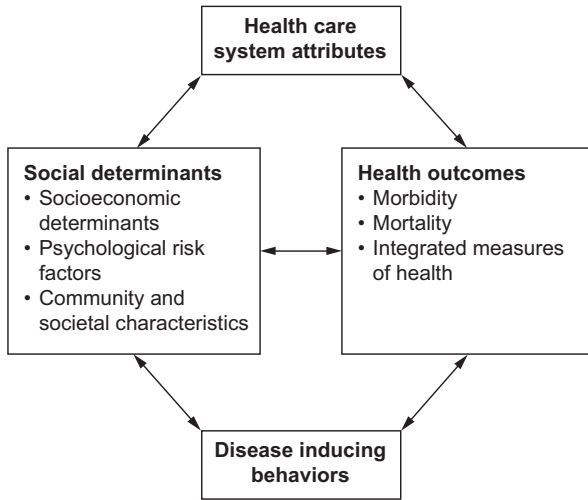 Health care
system attributes
Social determinants
• Socioeconomic
determinants
• Psychological risk
factors
• Community and
societal characteristics
Health outcomes
• Morbidity
• Mortality
• Integrated measures
of health
Disease inducing
behaviors